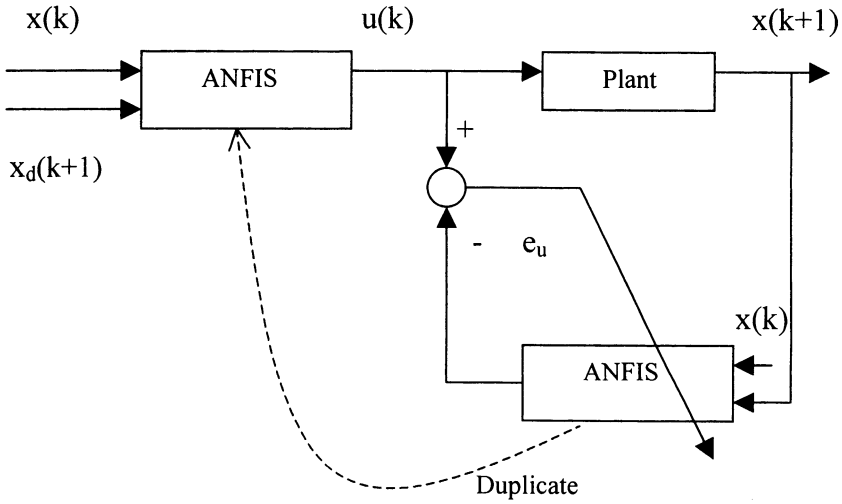 x(k)
u(k)
x(k+1)
ANFIS
Plant
+
x_d(k+1)
-
e_u
x(k)
ANFIS
Duplicate